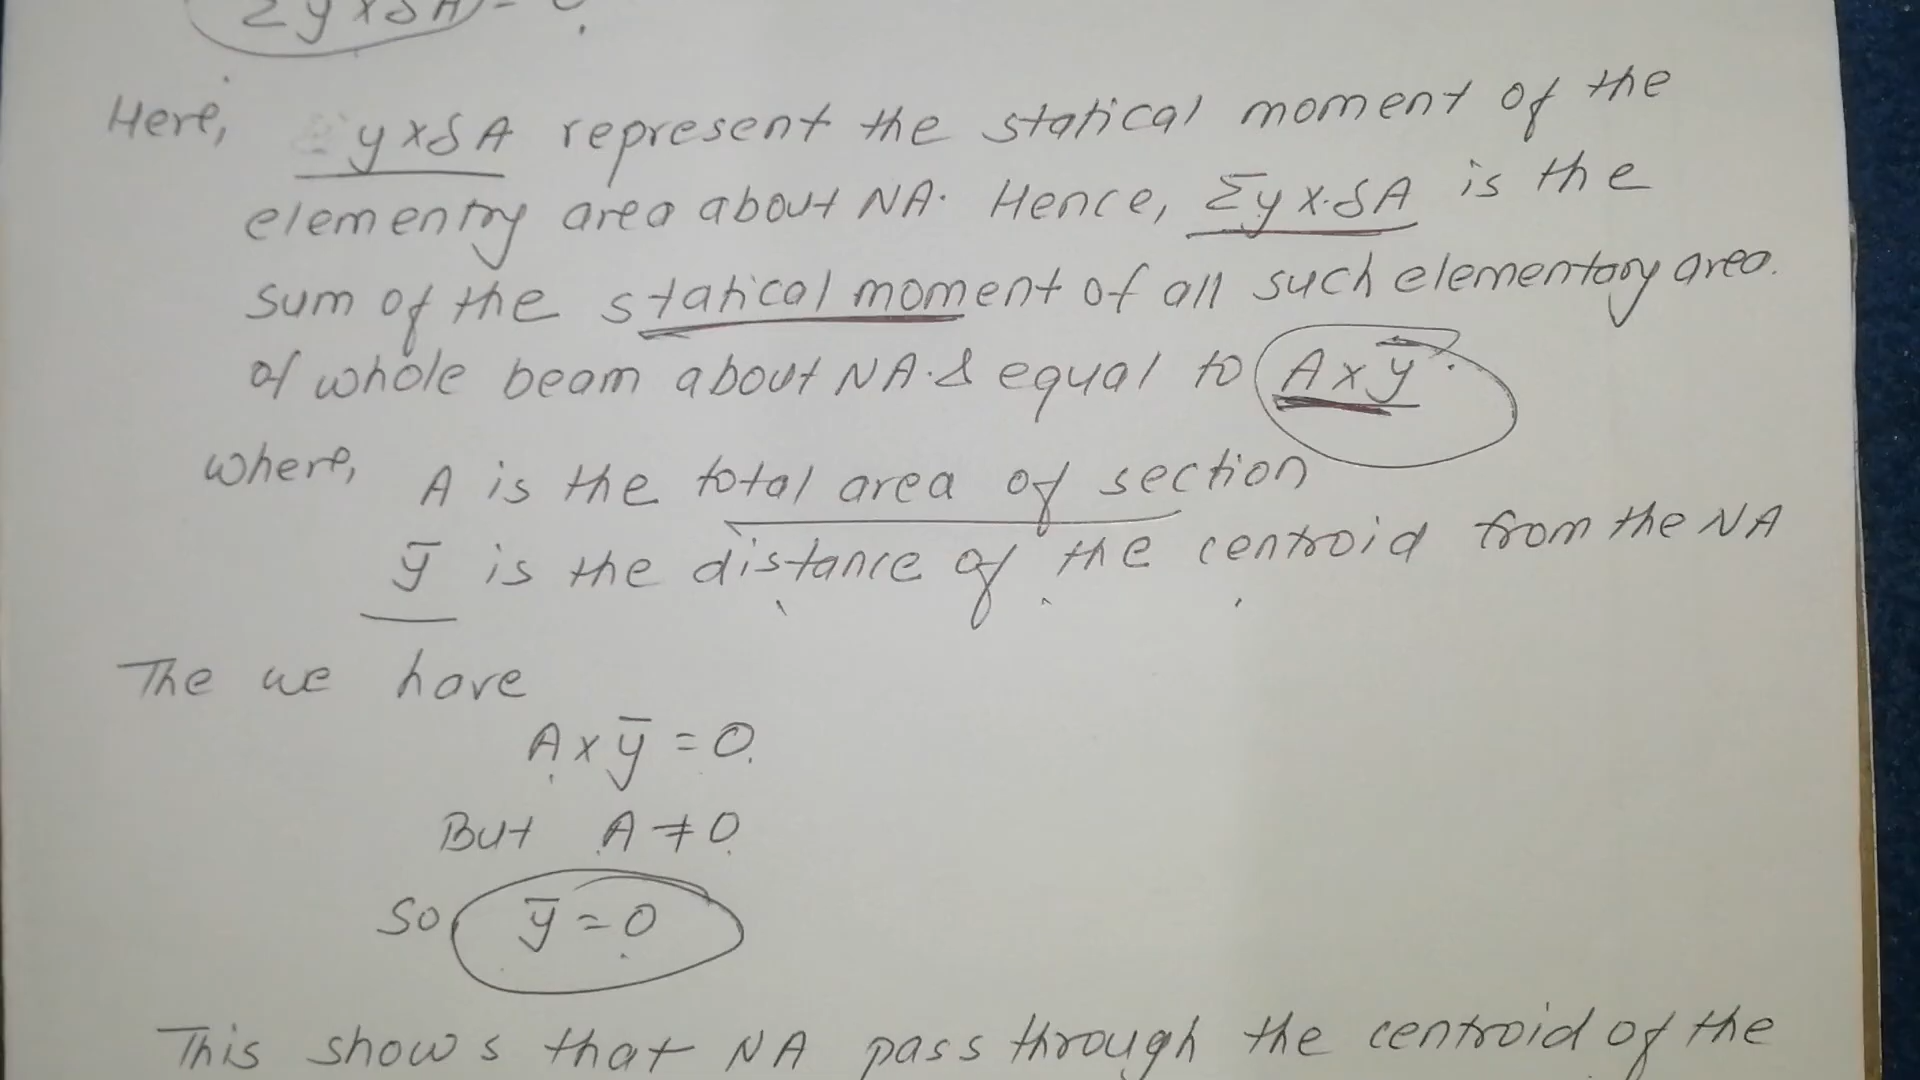 Σy×δA = 0.
Here, y×δA represent the statical moment of the
elementry area about NA. Hence, Σy×.δA is the
sum of the statical moment of all such elementary area.
of whole beam about NA. & equal to A×ȳ.
where, A is the total area of section
ȳ is the distance of the centroid from the NA
The we have
A×ȳ = 0.
But A ≠ 0
So ȳ = 0
This shows that NA pass through the centroid of the